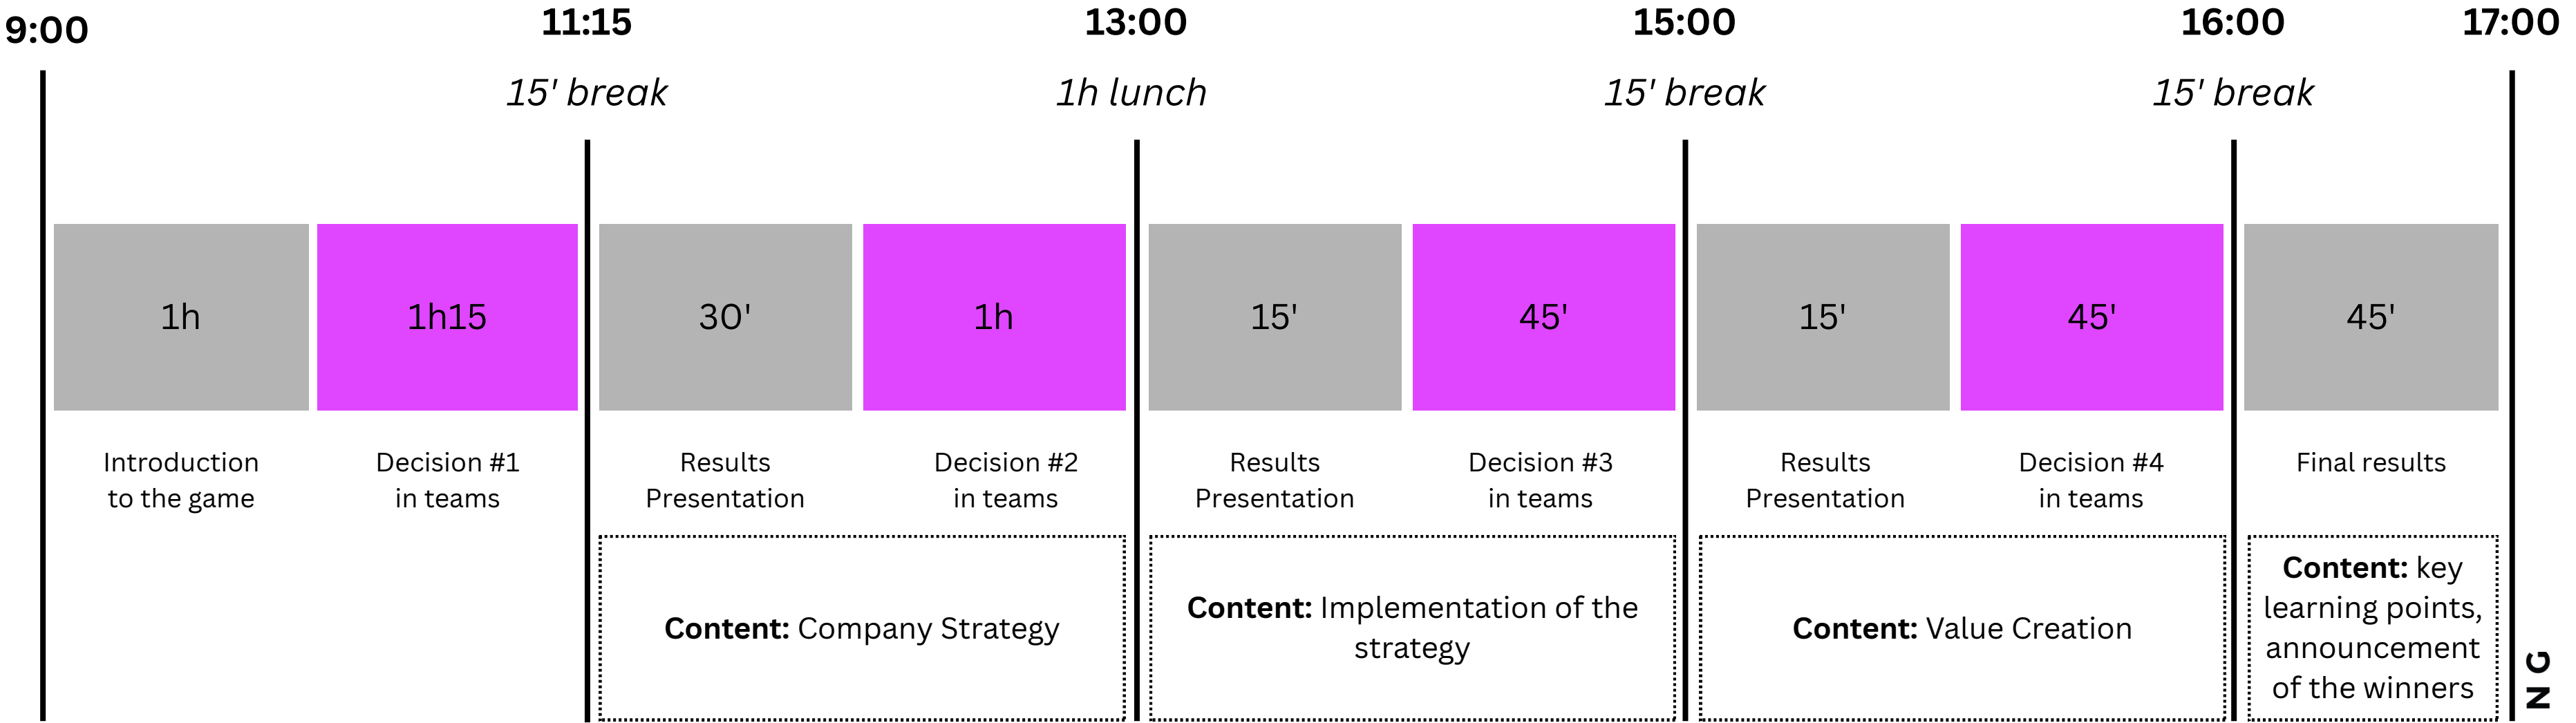 9:00
11:15
13:00
15:00
16:00
17:00
15' break
1h lunch
15' break
15' break
1h
1h15
30'
1h
15'
45'
15'
45'
45'
Introduction
to the game
Decision #1
in teams
Results
Presentation
Decision #2
in teams
Results
Presentation
Decision #3
in teams
Results
Presentation
Decision #4
in teams
Final results
Content: Company Strategy
Content: Implementation of the
strategy
Content: Value Creation
Content: key
learning points,
announcement
of the winners
NG